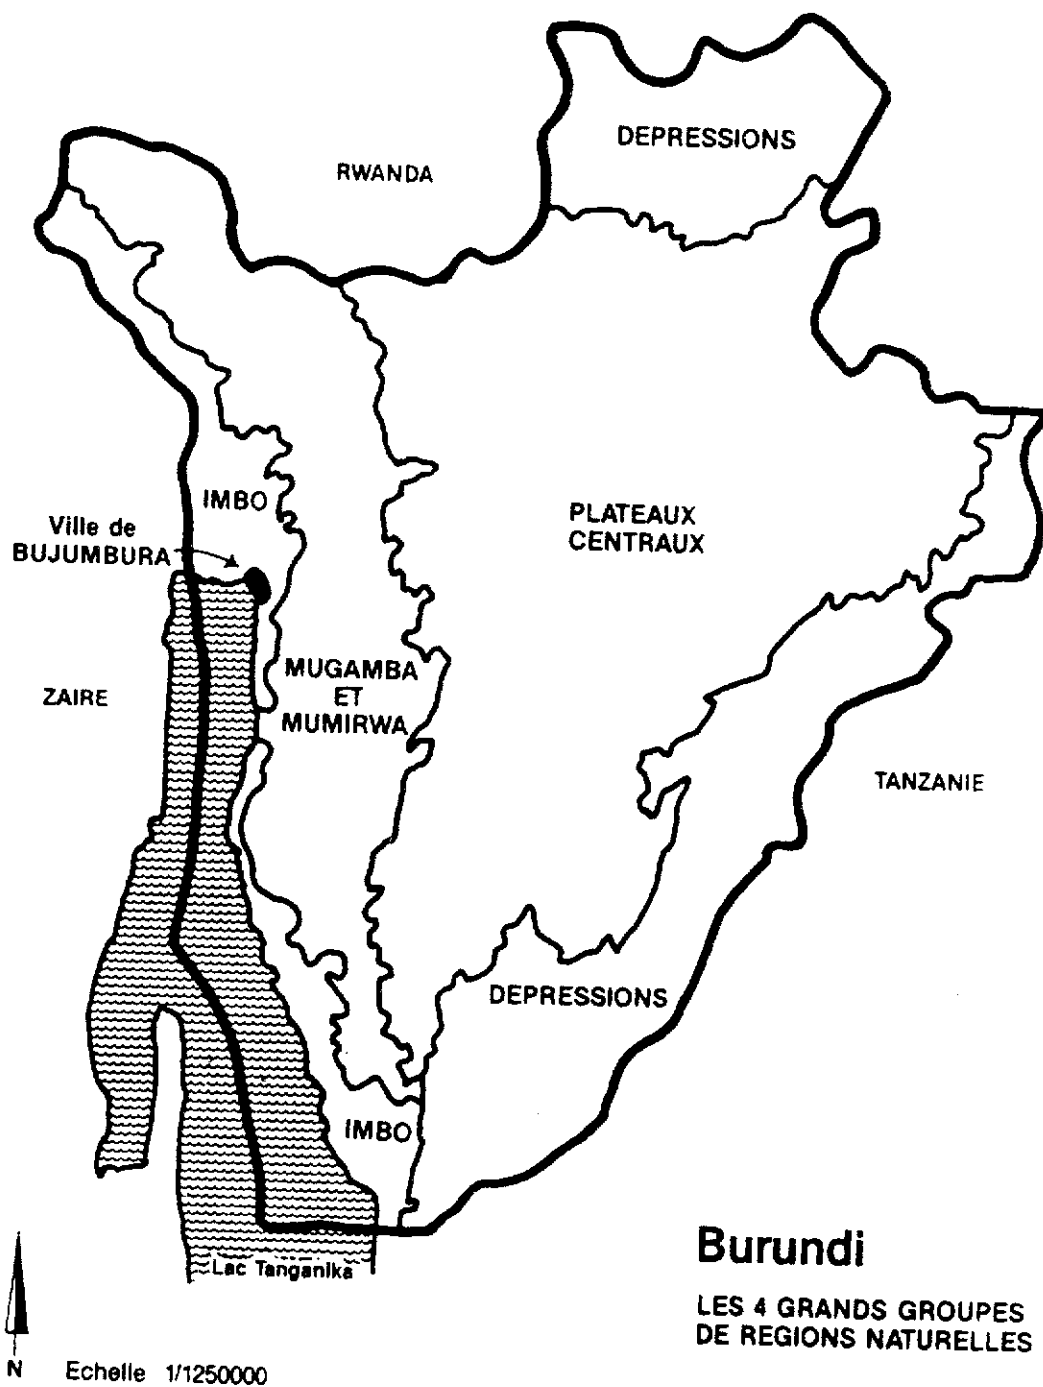 DEPRESSIONS
RWANDA
IMBO
PLATEAUX
CENTRAUX
Ville de
BUJUMBURA
MUGAMBA
ET
MUMIRWA
ZAIRE
TANZANIE
DEPRESSIONS
IMBO
Burundi
Lac Tanganika
LES 4 GRANDS GROUPES
DE REGIONS NATURELLES
N
Echelle 1/1250000